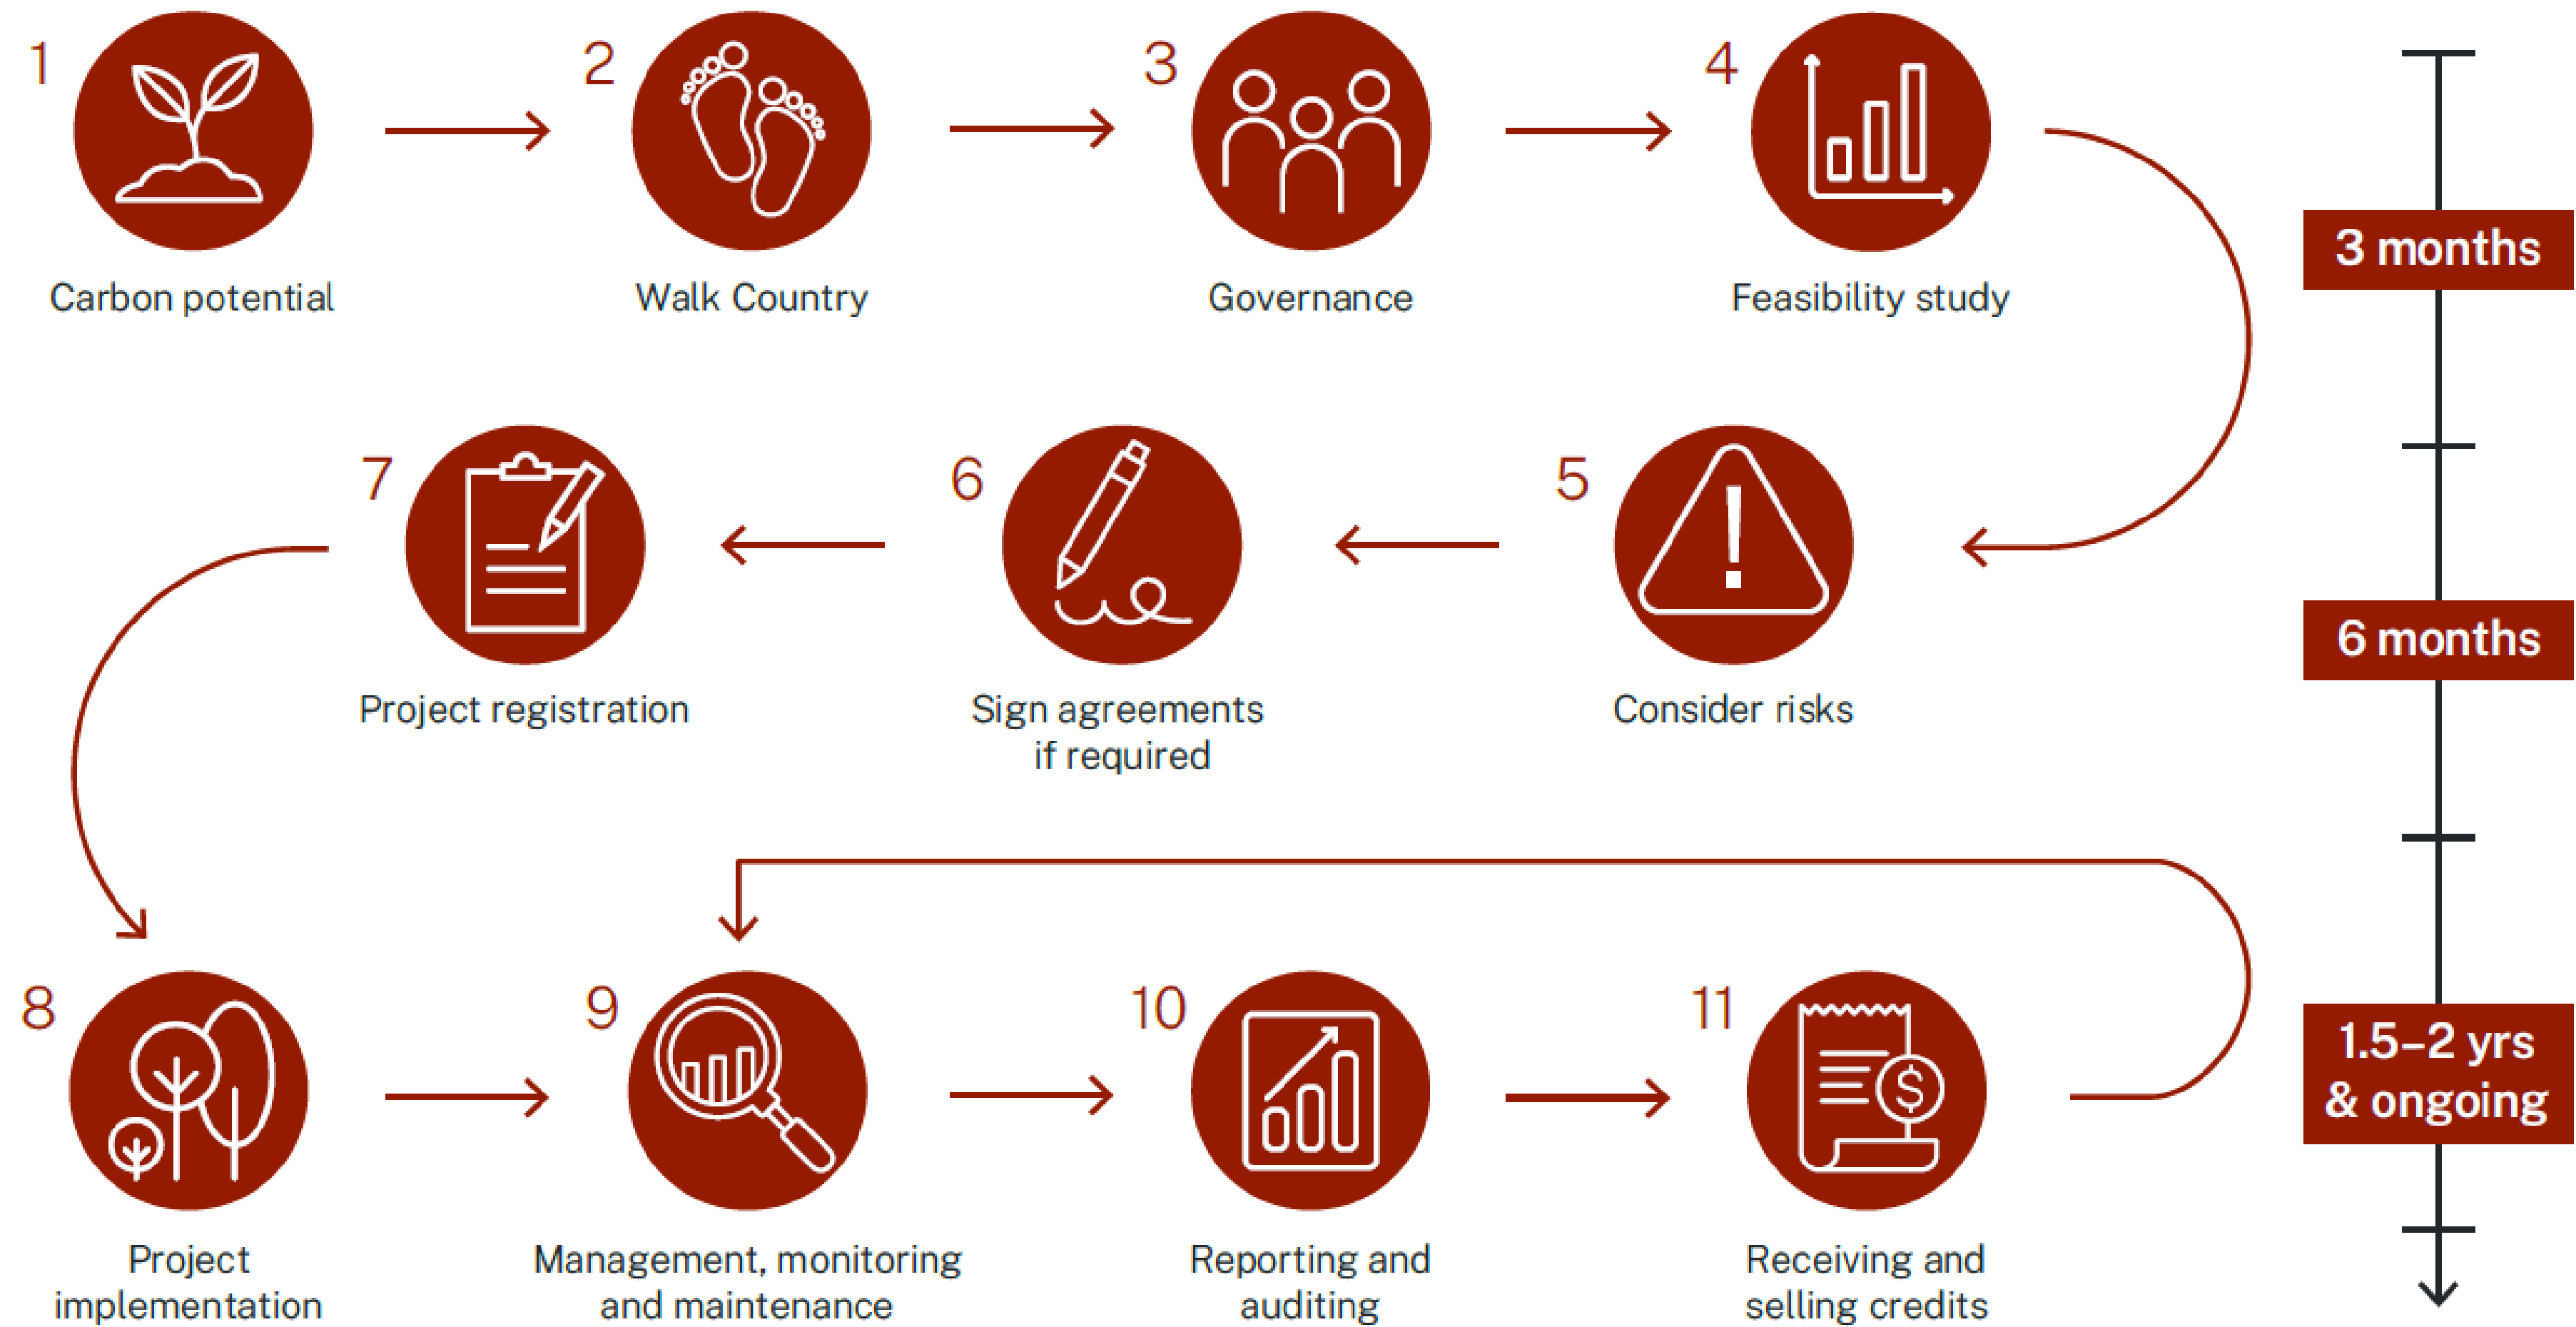 1
Carbon potential
2
Walk Country
3
Governance
4
Feasibility study
3 months
7
Project registration
6
Sign agreements
if required
5
Consider risks
6 months
8
Project
implementation
9
Management, monitoring
and maintenance
10
Reporting and
auditing
11
$
Receiving and
selling credits
1.5–2 yrs
& ongoing